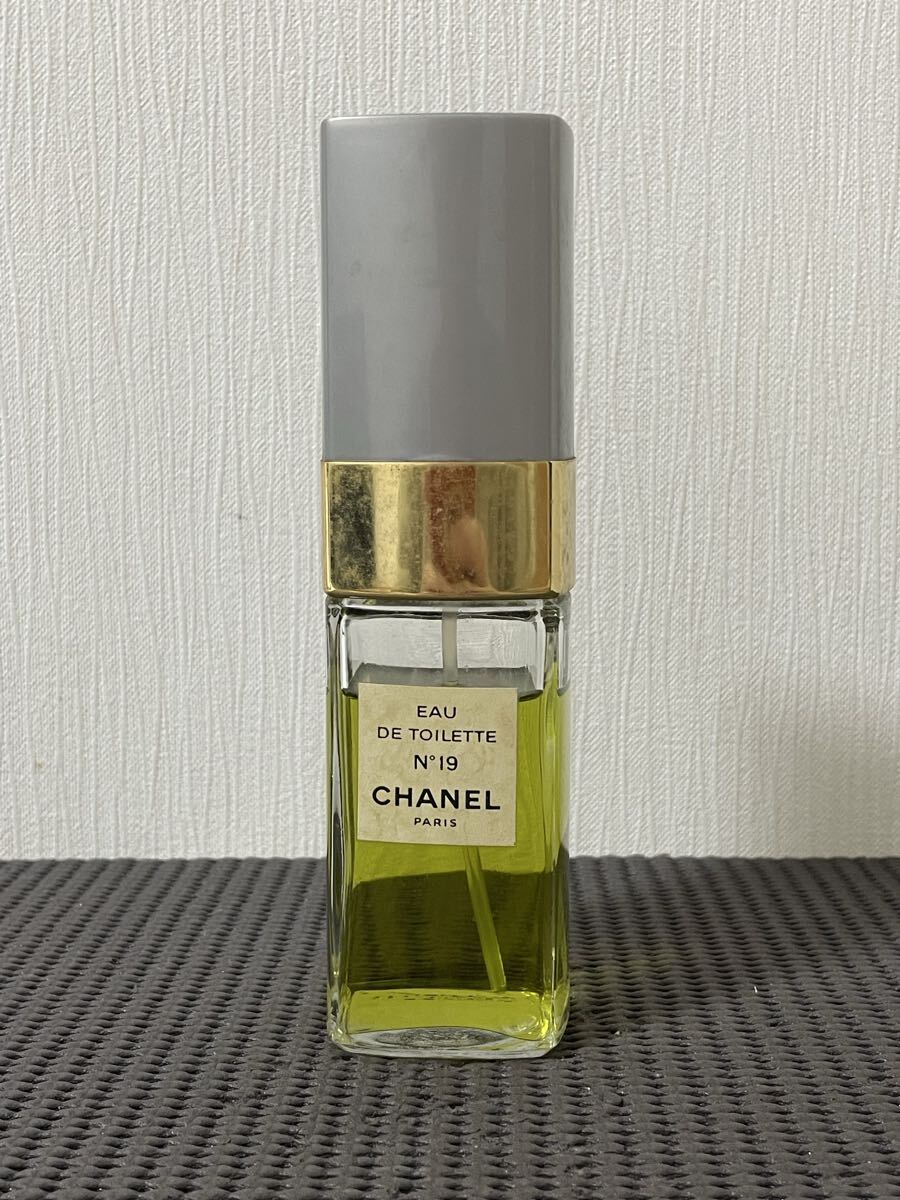 EAU
DE TOILETTE
N°19
CHANEL
PARIS